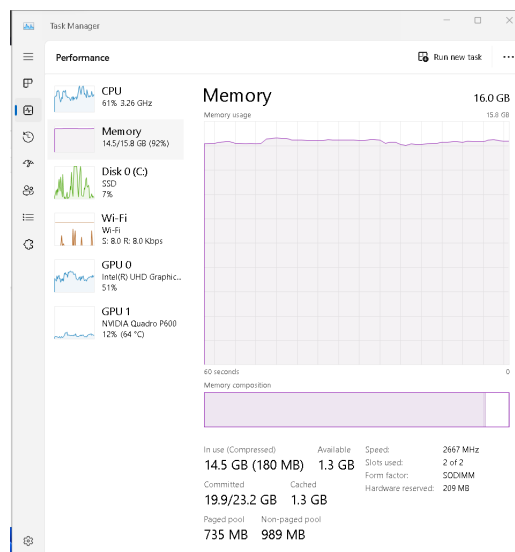 Task Manager
Performance
Run new task
CPU
61% 3.26 GHz
Memory
14.5/15.8 GB (92%)
Disk 0 (C:)
SSD
7%
Wi-Fi
Wi-Fi
S: 8.0 R: 8.0 Kbps
GPU 0
Intel(R) UHD Graphic...
51%
GPU 1
NVIDIA Quadro P600
12% (64 °C)
Memory 16.0 GB
Memory usage 15.8 GB
60 seconds 0
Memory composition
In use (Compressed) Available
14.5 GB (180 MB) 1.3 GB
Committed Cached
19.9/23.2 GB 1.3 GB
Paged pool Non-paged pool
735 MB 989 MB
Speed: 2667 MHz
Slots used: 2 of 2
Form factor: SODIMM
Hardware reserved: 209 MB